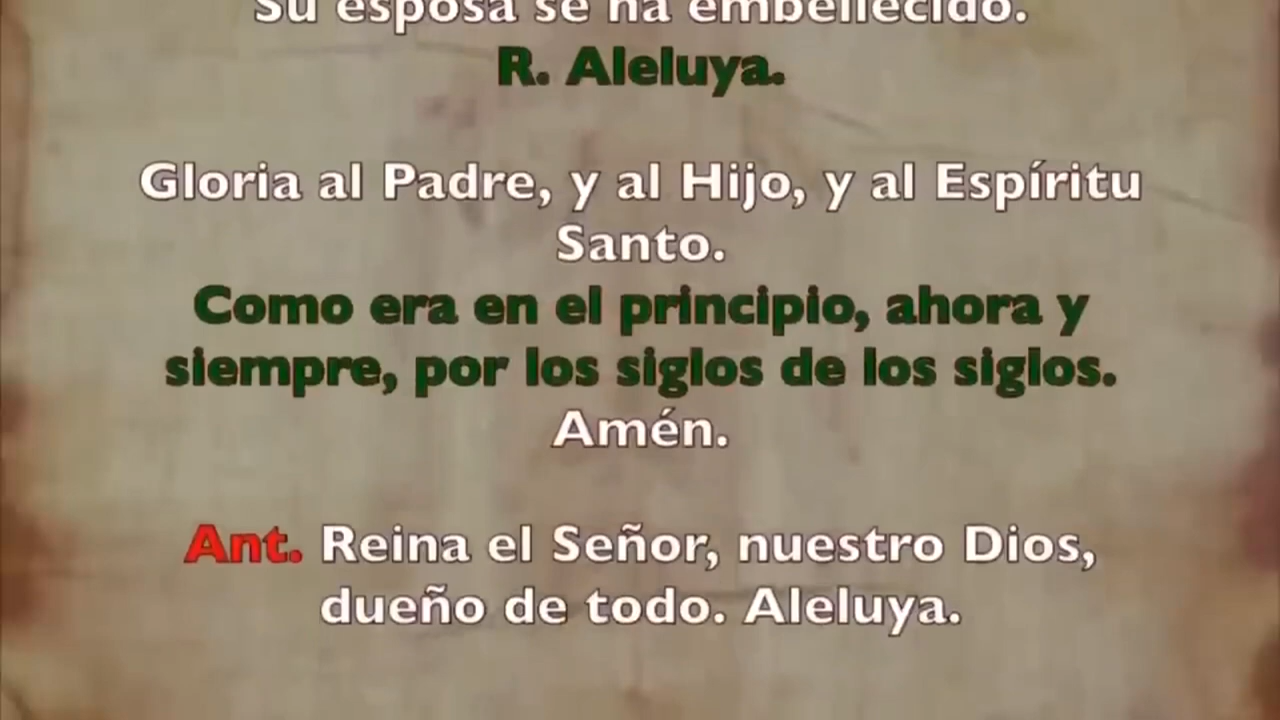 Su esposa se ha embellecido.
R. Aleluya.
Gloria al Padre, y al Hijo, y al Espíritu
Santo.
Como era en el principio, ahora y
siempre, por los siglos de los siglos.
Amén.
Ant. Reina el Señor, nuestro Dios,
dueño de todo. Aleluya.